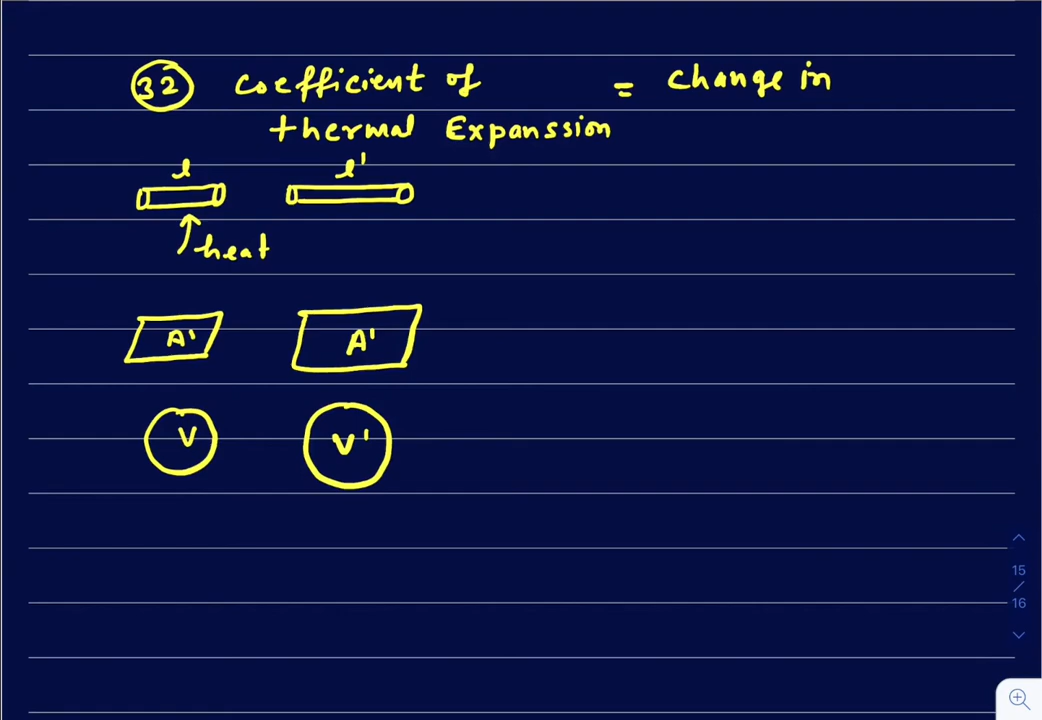 32 Coefficient of = change in
thermal Expanssion
l l'
heat
A' A'
V V'
15
/
16